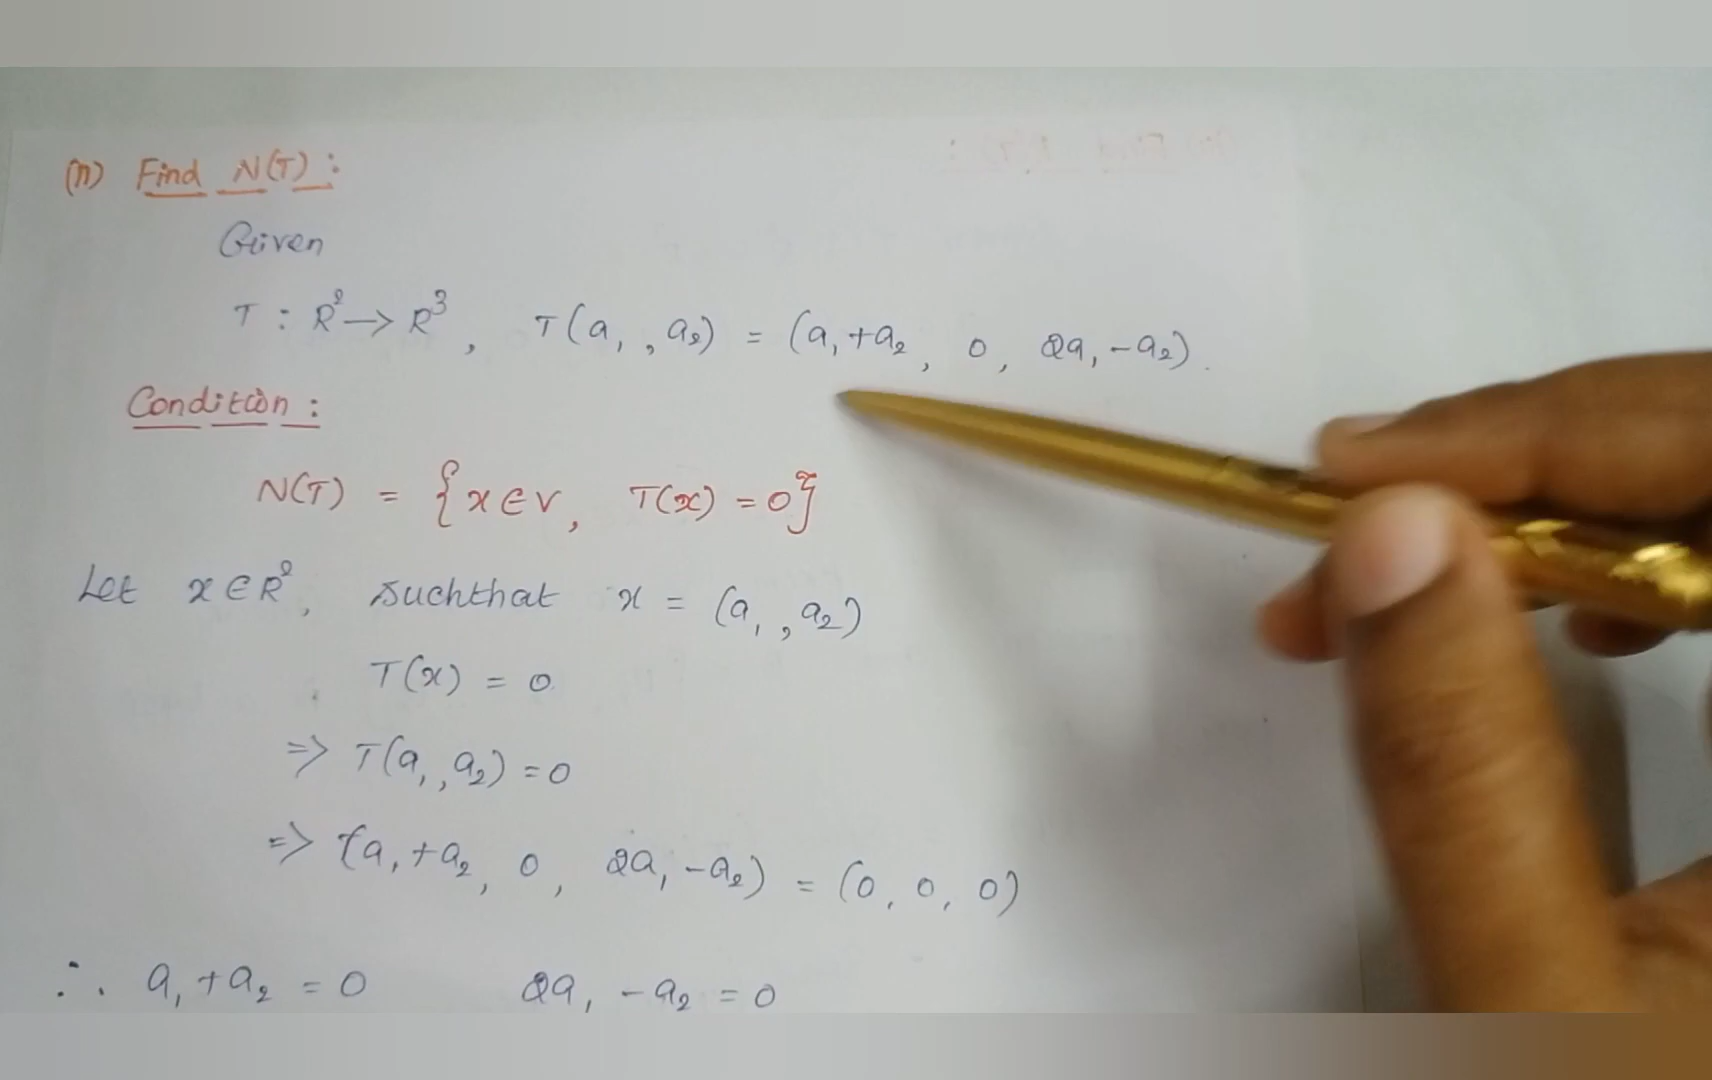 (ii) Find N(T) :
Given
T : R² → R³, T(a₁, a₂) = (a₁+a₂, 0, 2a₁-a₂).
Condition :
N(T) = {x∈V, T(x) = 0}
Let x∈R², suchthat x = (a₁, a₂)
T(x) = 0
=> T(a₁, a₂) = 0
=> (a₁+a₂, 0, 2a₁-a₂) = (0, 0, 0)
∴ a₁+a₂ = 0 2a₁-a₂ = 0